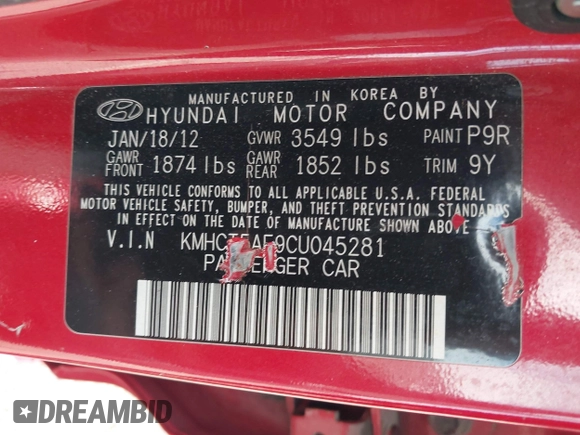 MANUFACTURED IN KOREA BY
HYUNDAI MOTOR COMPANY
JAN/18/12 GVWR 3549 lbs PAINT P9R
GAWR FRONT 1874 lbs GAWR REAR 1852 lbs TRIM 9Y
THIS VEHICLE CONFORMS TO ALL APPLICABLE U.S.A. FEDERAL
MOTOR VEHICLE SAFETY, BUMPER, AND THEFT PREVENTION STANDARDS
IN EFFECT ON THE DATE OF MANUFACTURE SHOWN ABOVE
V.I.N
PASSENGER CAR
DREAMBID